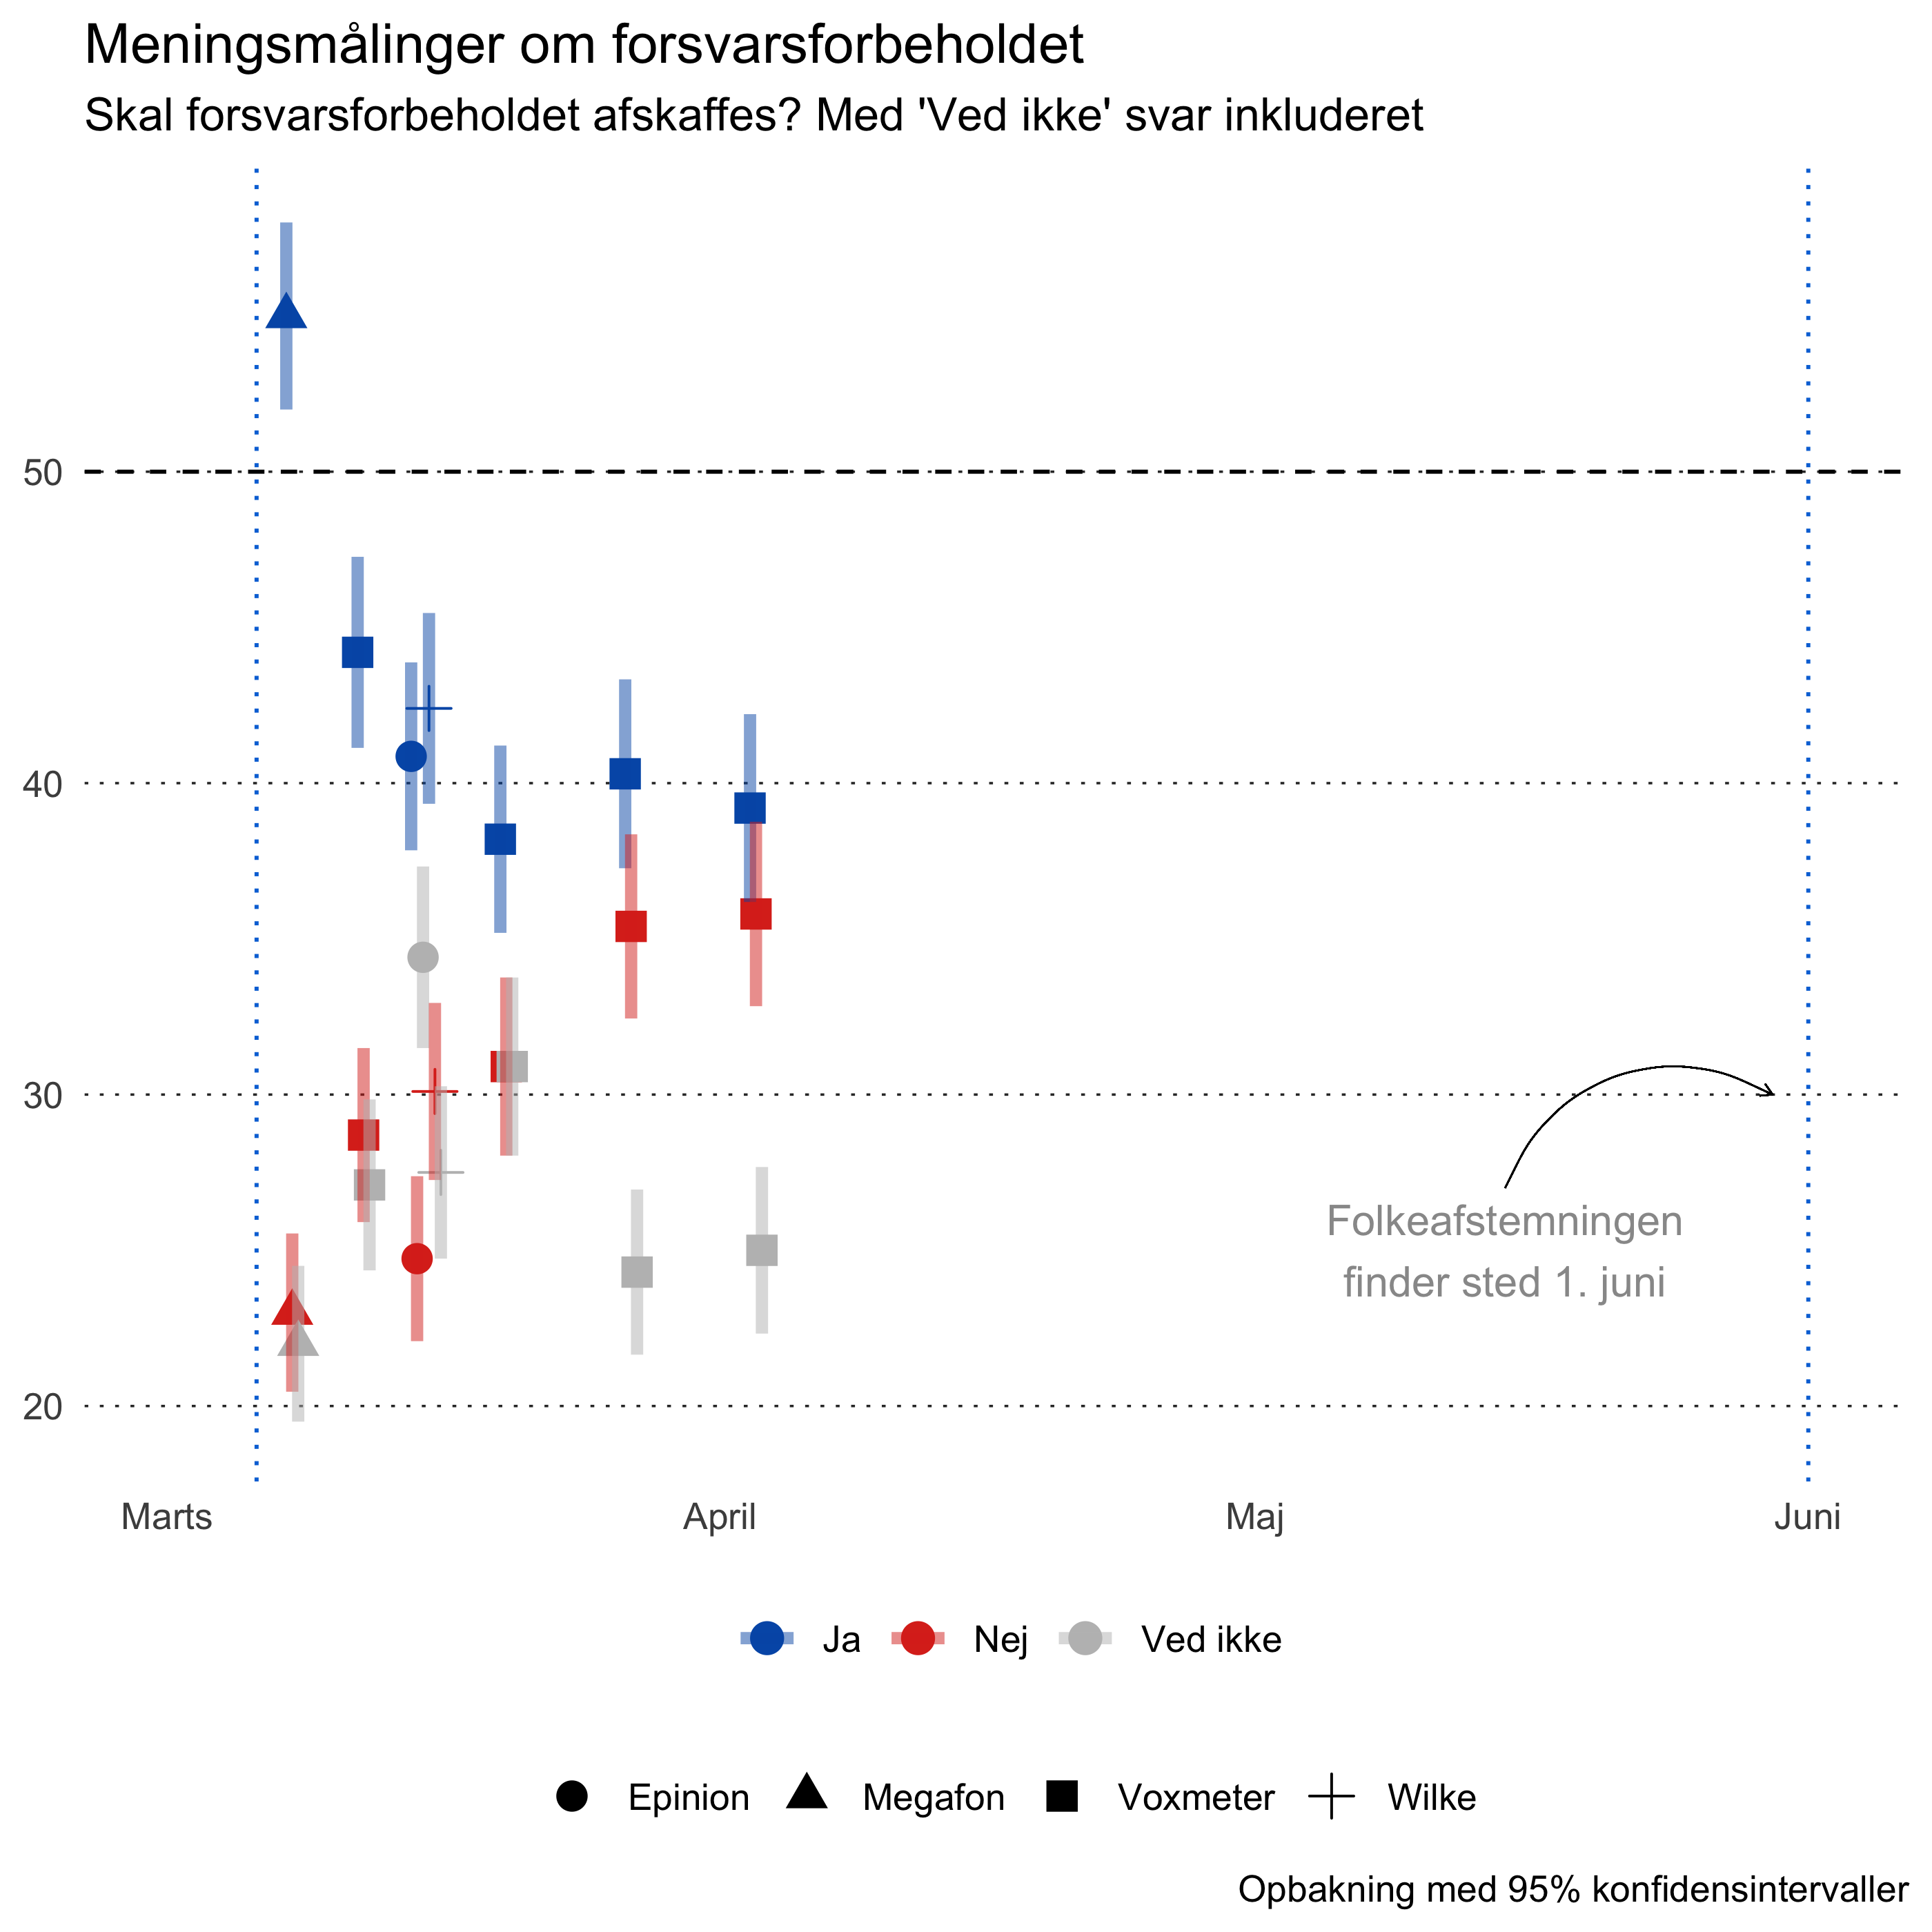 Meningsmålinger om forsvarsforbeholdet
Skal forsvarsforbeholdet afskaffes? Med 'Ved ikke' svar inkluderet
50
40
30
20
Folkeafstemningen
finder sted 1. juni
Marts April Maj Juni
Ja Nej Ved ikke
Epinion Megafon Voxmeter Wilke
Opbakning med 95% konfidensintervaller